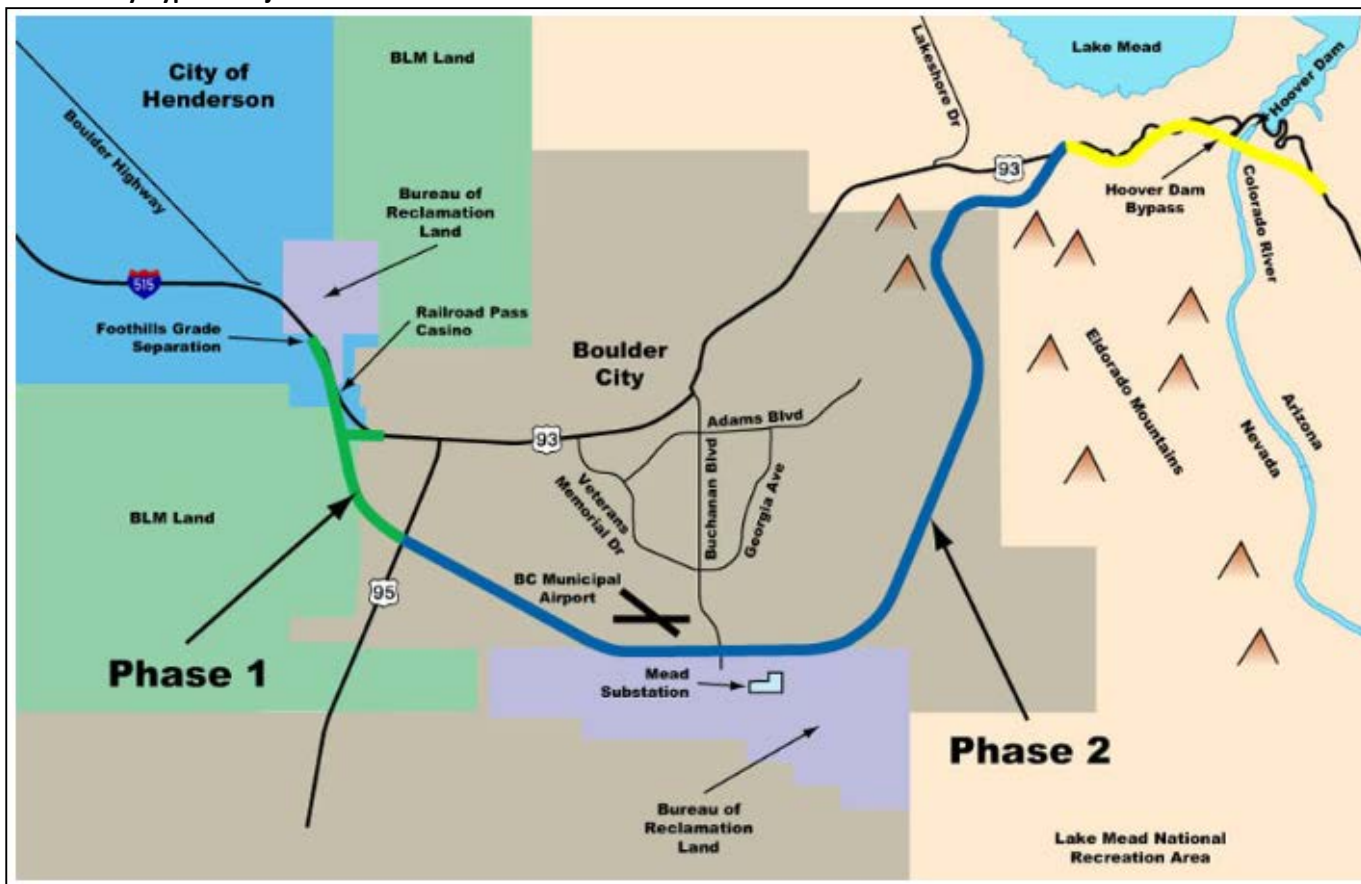 BLM Land
City of
Henderson
Boulder Highway
Lakeshore Dr
Lake Mead
Hoover Dam
Bureau of
Reclamation
Land
93
Hoover Dam
Bypass
Colorado River
515
Foothills Grade
Separation
Railroad Pass
Casino
Boulder
City
Eldorado Mountains
Arizona
Nevada
93
Adams Blvd
Buchanan Blvd
Georgia Ave
Veterans
Memorial Dr
BLM Land
95
BC Municipal
Airport
Phase 1
Mead
Substation
Phase 2
Bureau of
Reclamation
Land
Lake Mead National
Recreation Area